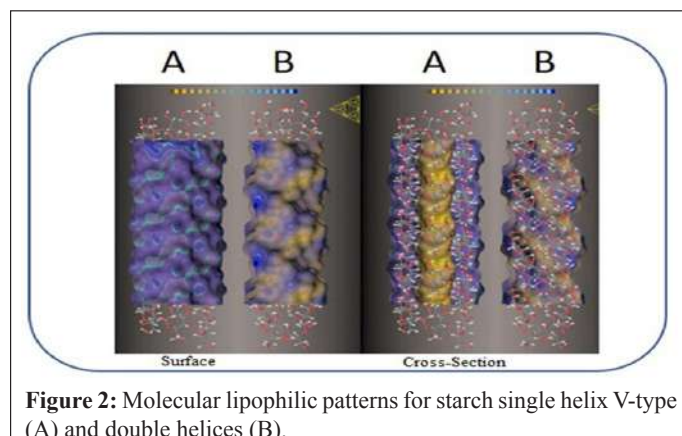 A B A B
Surface Cross-Section
Figure 2: Molecular lipophilic patterns for starch single helix V-type
(A) and double helices (B).